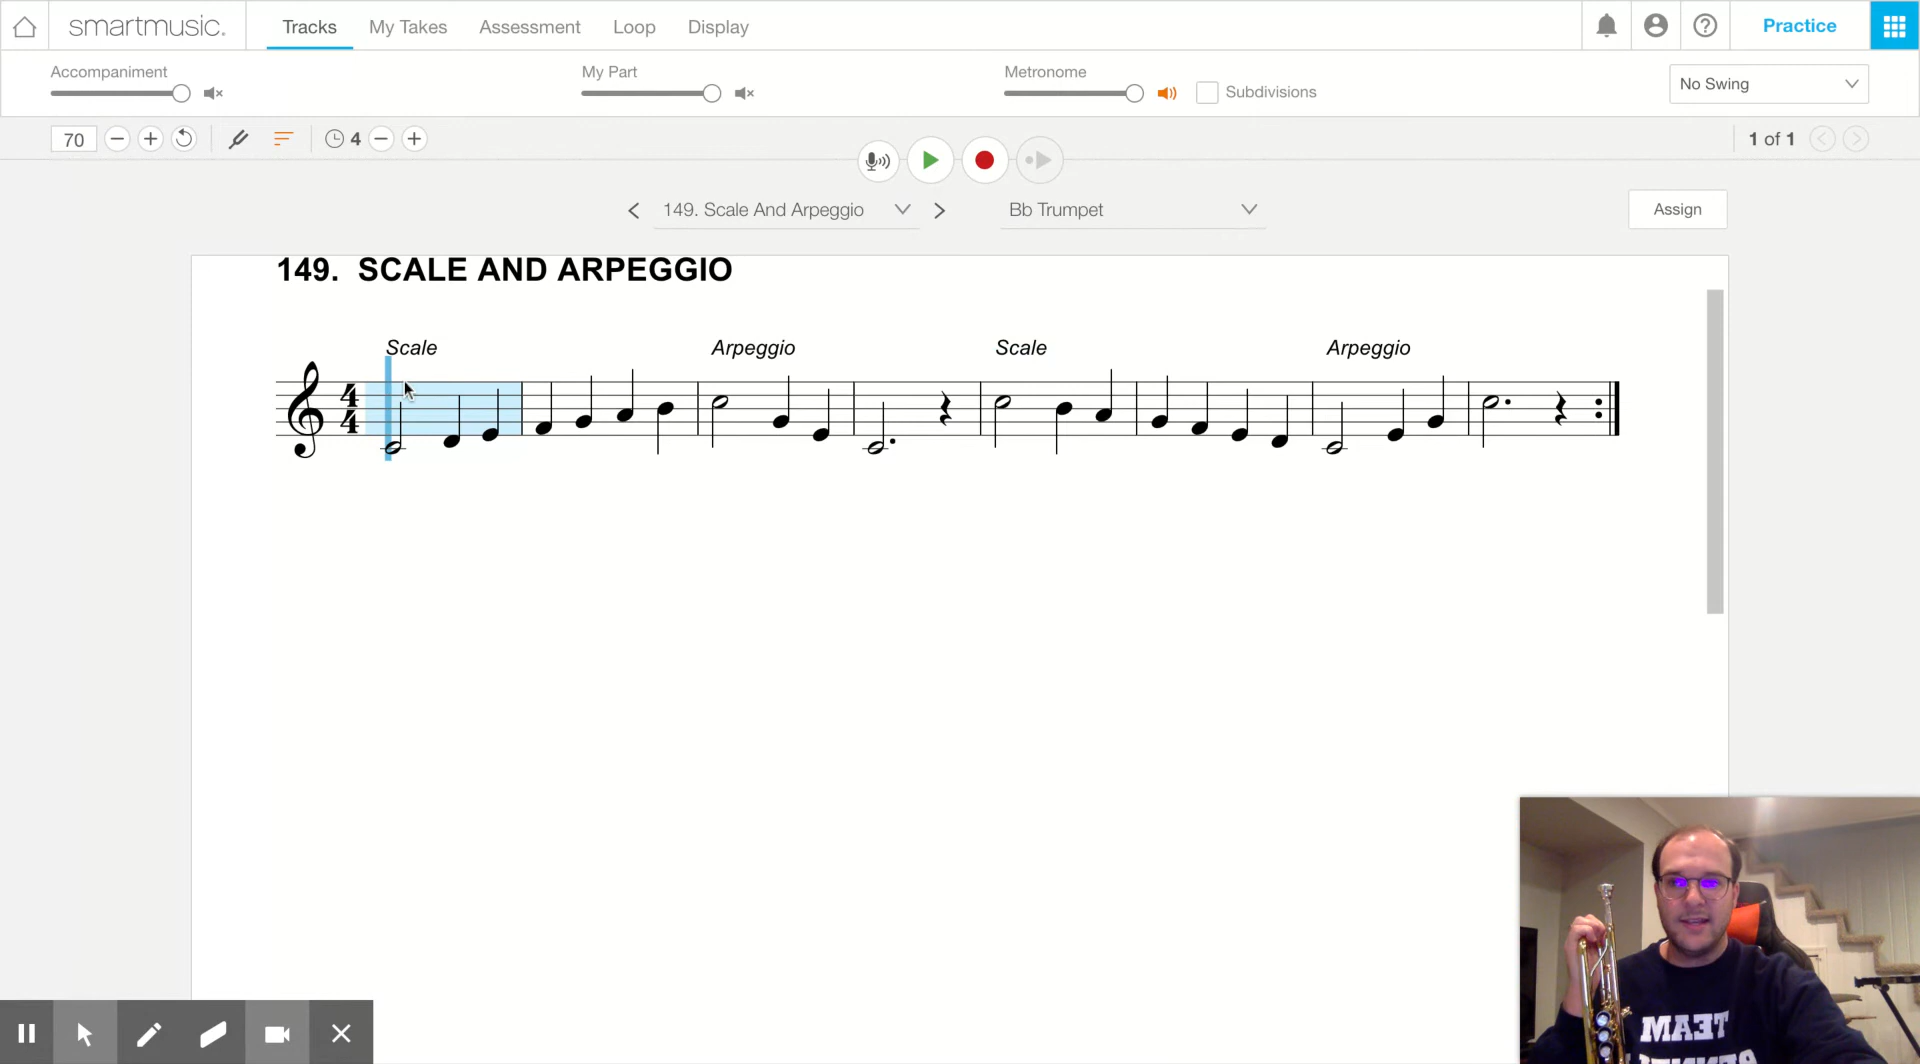 smartmusic.
Tracks
My Takes
Assessment
Loop
Display
Practice
Accompaniment
My Part
Metronome
Subdivisions
No Swing
70
4
1 of 1
149. Scale And Arpeggio
Bb Trumpet
Assign
149. SCALE AND ARPEGGIO
Scale
Arpeggio
Scale
Arpeggio
4
4
TEAM